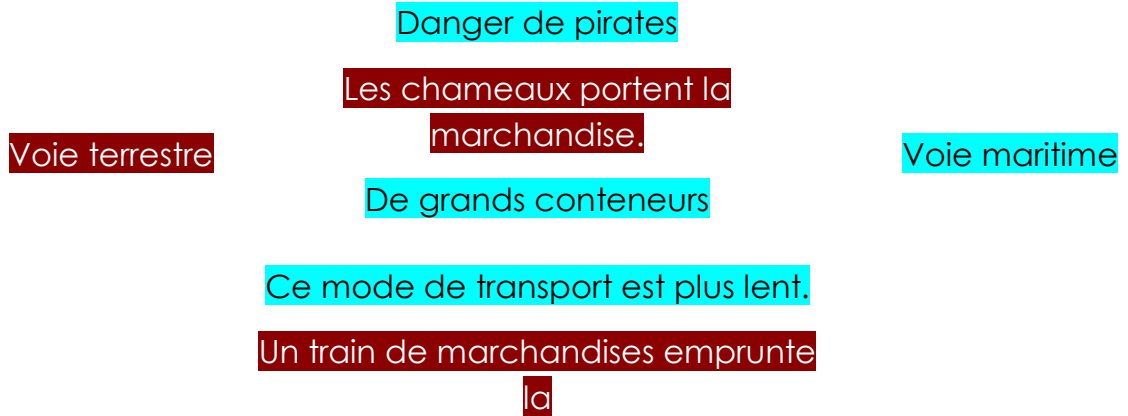 Danger de pirates
Les chameaux portent la
marchandise.
Voie terrestre
Voie maritime
De grands conteneurs
Ce mode de transport est plus lent.
Un train de marchandises emprunte
la